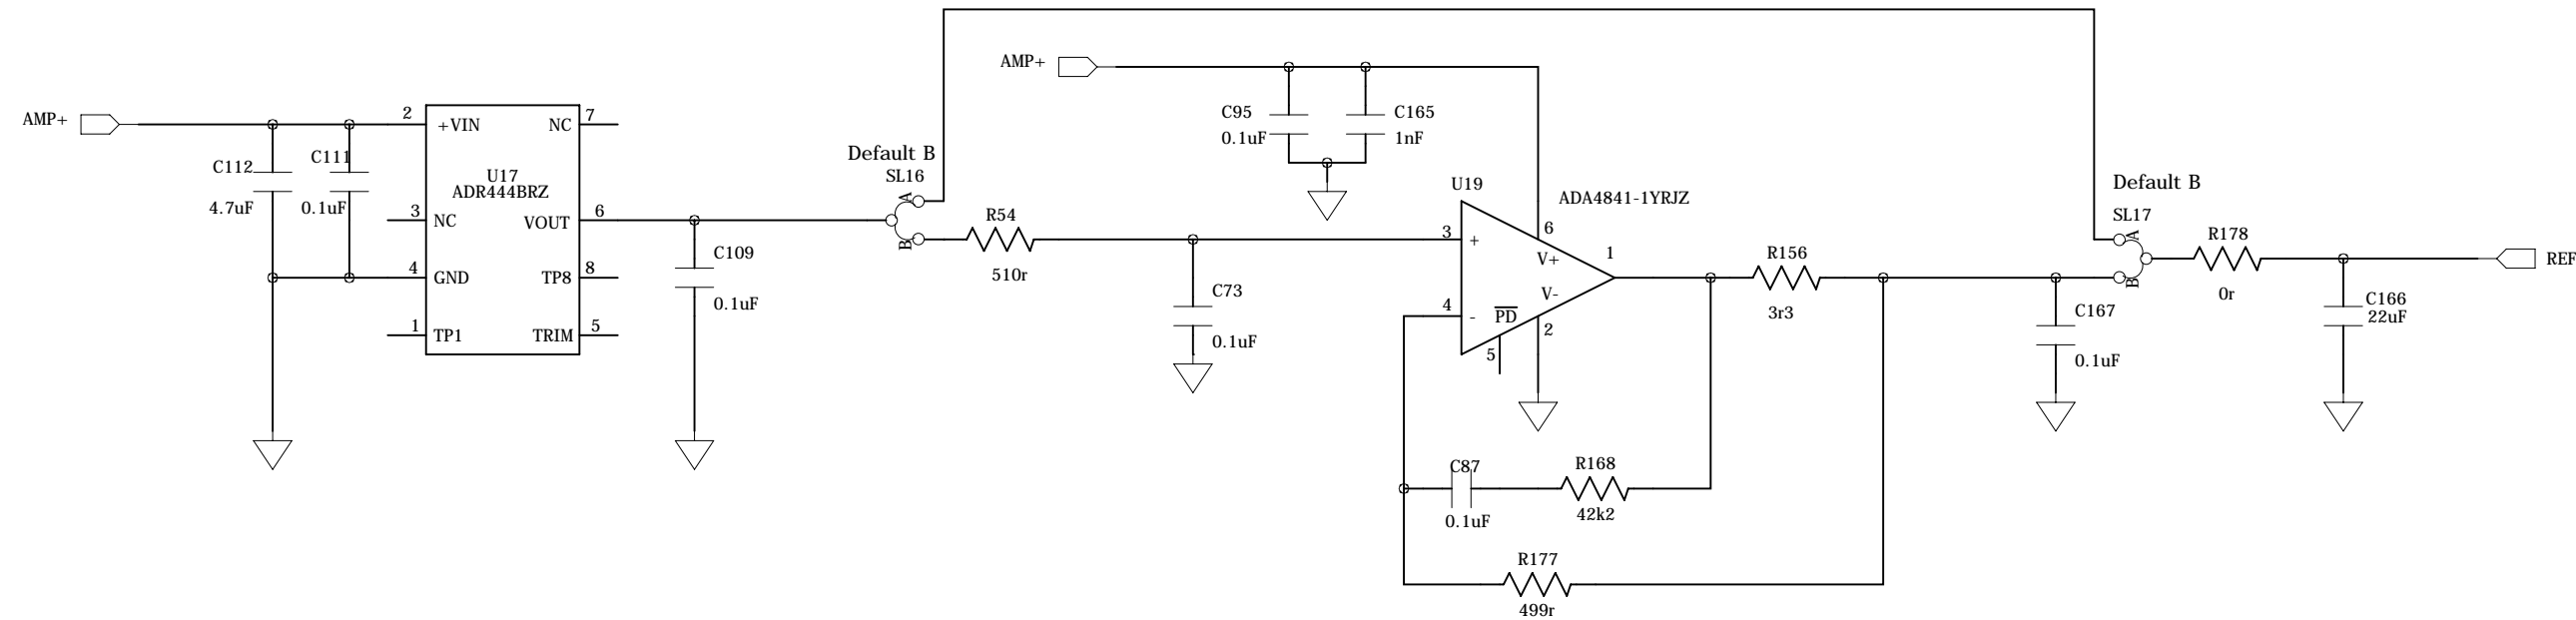 AMP+
C112
4.7uF
C111
0.1uF
2
+VIN
NC
7
U17
ADR444BRZ
3
NC
VOUT
6
4
GND
TP8
8
1
TP1
TRIM
5
C109
0.1uF
Default B
SL16
A
B
R54
510r
C73
0.1uF
AMP+
C95
0.1uF
C165
1nF
U19
ADA4841-1YRJZ
3
+
6
V+
1
4
-
PD
V-
2
5
R156
3r3
C87
0.1uF
R168
42k2
R177
499r
C167
0.1uF
Default B
SL17
A
B
R178
0r
C166
22uF
REF